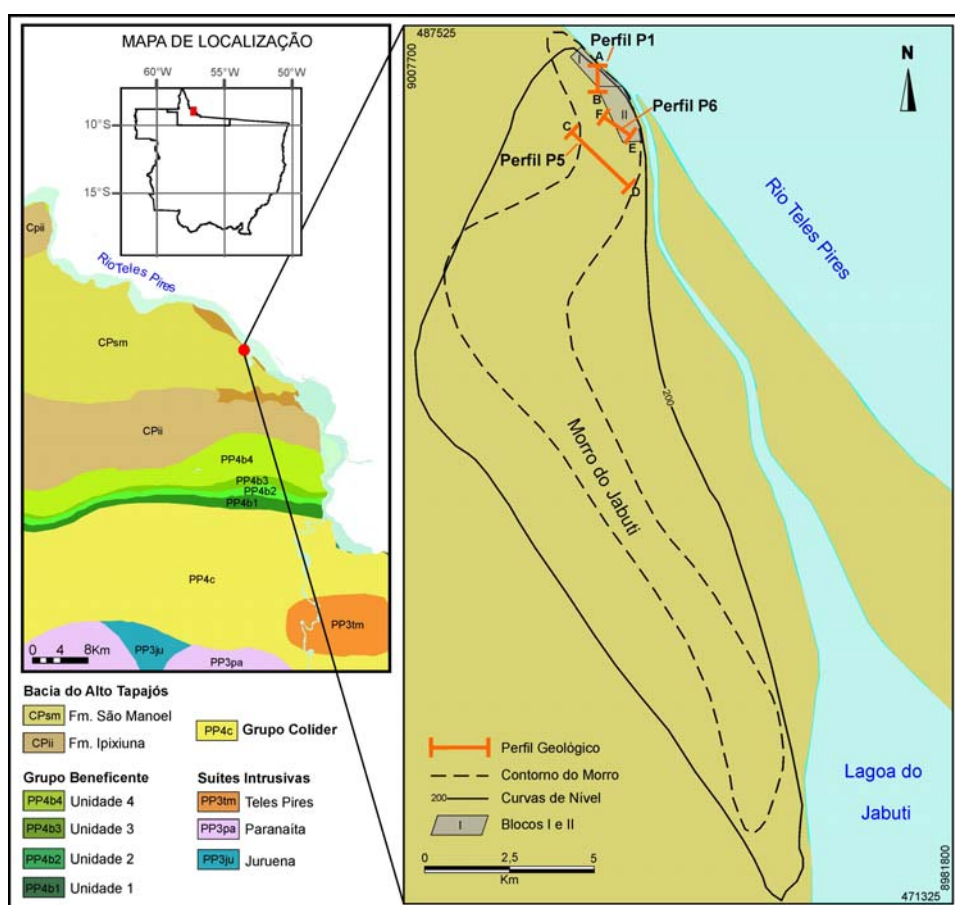 MAPA DE LOCALIZAÇÃO
60°W 55°W 50°W
10°S
15°S
Rio Teles Pires
CPii
CPsm
CPii
PP4b4
PP4b3
PP4b2
PP4b1
PP4c
PP3tm
PP3ju
PP3pa
0 4 8Km
Bacia do Alto Tapajós
CPsm Fm. São Manoel
CPii Fm. Ipixiuna
PP4c Grupo Colíder
Grupo Beneficente
PP4b4 Unidade 4
PP4b3 Unidade 3
PP4b2 Unidade 2
PP4b1 Unidade 1
Suites Intrusivas
PP3tm Teles Pires
PP3pa Paranaíta
PP3ju Juruena
487525
9007700
Perfil P1
N
I
A
B
Perfil P6
F
II
C
E
Perfil P5
D
Rio Teles Pires
200
Morro do Jabuti
Perfil Geológico
Contorno do Morro
200 Curvas de Nível
I Blocos I e II
0 2,5 5
Km
Lagoa do
Jabuti
8981800
471325